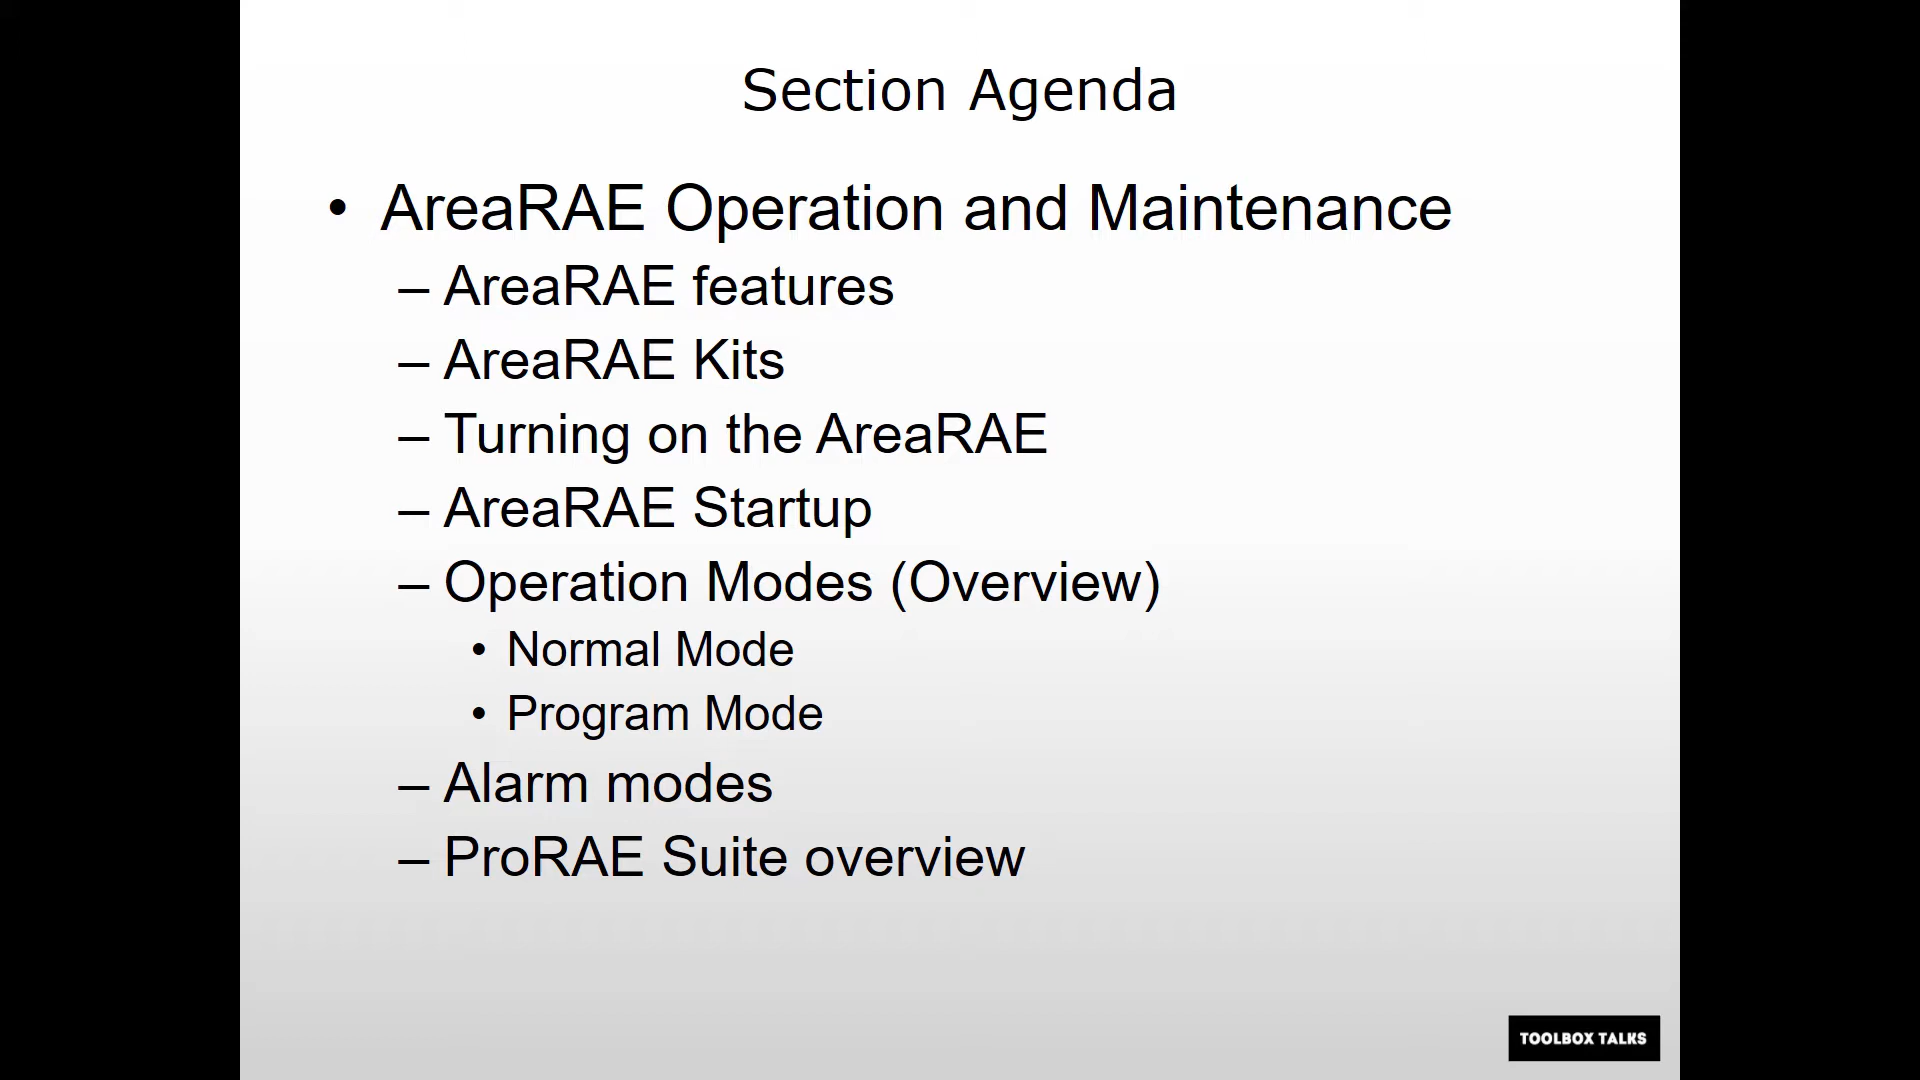 Section Agenda
• AreaRAE Operation and Maintenance
– AreaRAE features
– AreaRAE Kits
– Turning on the AreaRAE
– AreaRAE Startup
– Operation Modes (Overview)
• Normal Mode
• Program Mode
– Alarm modes
– ProRAE Suite overview
TOOLBOX TALKS